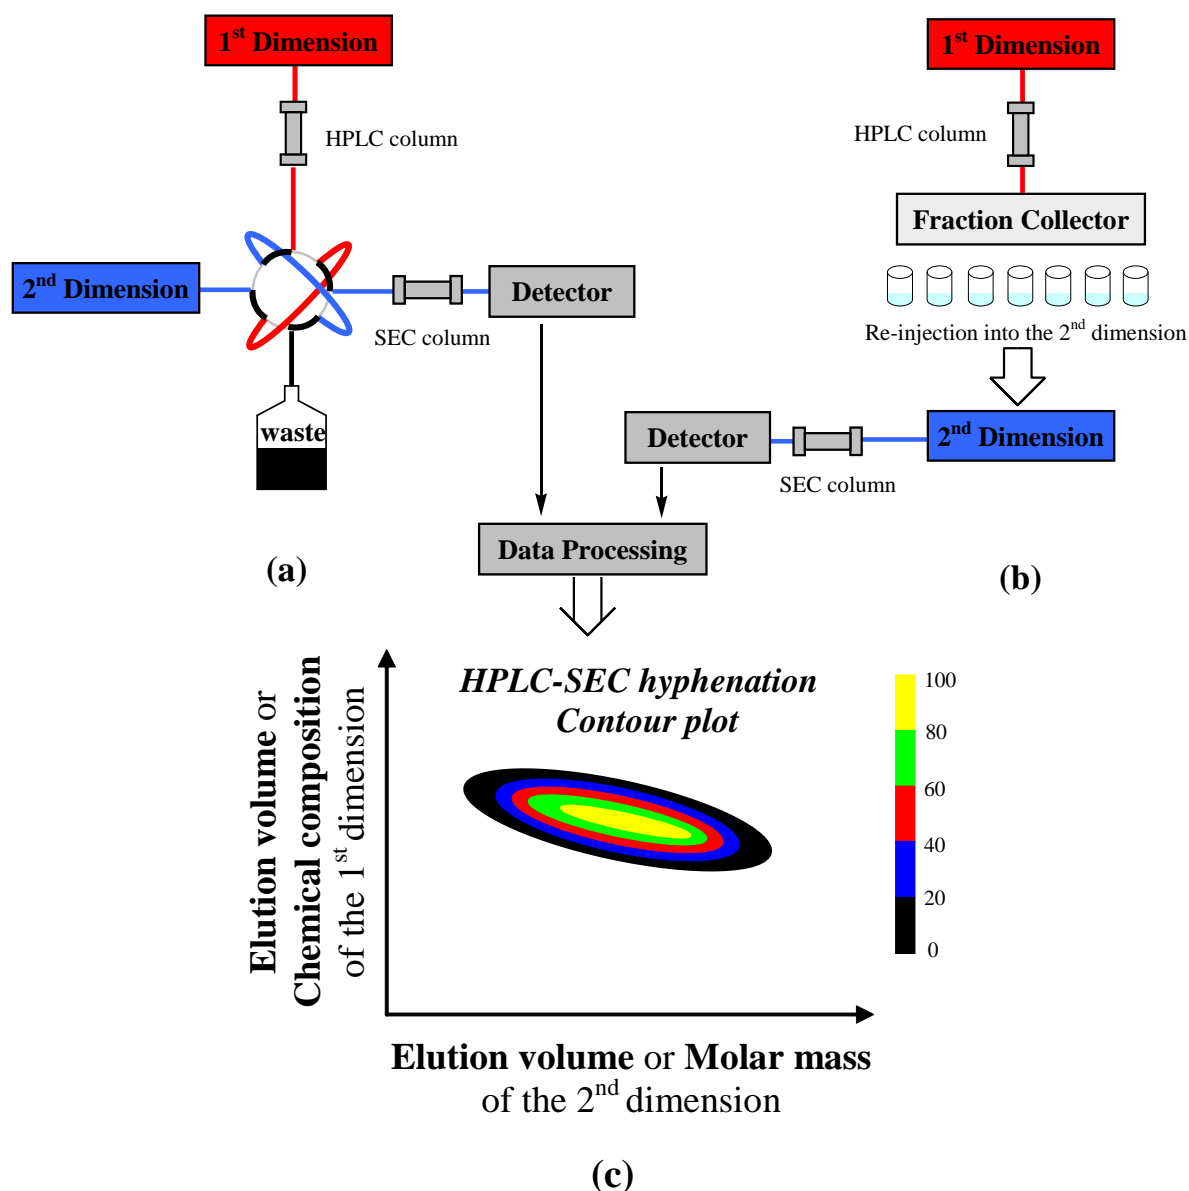 1st Dimension
HPLC column
2nd Dimension
SEC column
Detector
waste
(a)
1st Dimension
HPLC column
Fraction Collector
Re-injection into the 2nd dimension
2nd Dimension
SEC column
Detector
(b)
Data Processing
HPLC-SEC hyphenation
Contour plot
100
80
60
40
20
0
Elution volume or
Chemical composition
of the 1st dimension
Elution volume or Molar mass
of the 2nd dimension
(c)